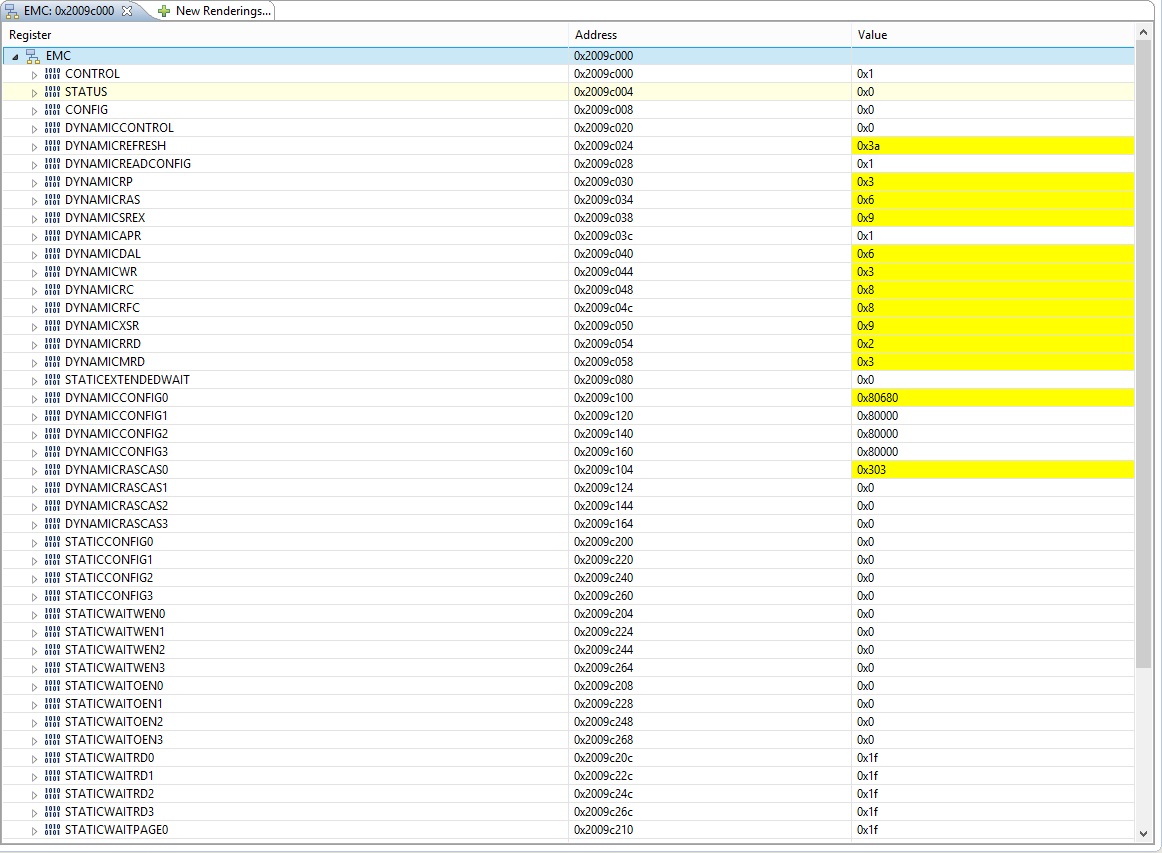 EMC: 0x2009c000 New Renderings...
Register Address Value
EMC 0x2009c000
CONTROL 0x2009c000 0x1
STATUS 0x2009c004 0x0
CONFIG 0x2009c008 0x0
DYNAMICCONTROL 0x2009c020 0x0
DYNAMICREFRESH 0x2009c024 0x3a
DYNAMICREADCONFIG 0x2009c028 0x1
DYNAMICRP 0x2009c030 0x3
DYNAMICRAS 0x2009c034 0x6
DYNAMICSREX 0x2009c038 0x9
DYNAMICAPR 0x2009c03c 0x1
DYNAMICDAL 0x2009c040 0x6
DYNAMICWR 0x2009c044 0x3
DYNAMICRC 0x2009c048 0x8
DYNAMICRFC 0x2009c04c 0x8
DYNAMICXSR 0x2009c050 0x9
DYNAMICRRD 0x2009c054 0x2
DYNAMICMRD 0x2009c058 0x3
STATICEXTENDEDWAIT 0x2009c080 0x0
DYNAMICCONFIG0 0x2009c100 0x80680
DYNAMICCONFIG1 0x2009c120 0x80000
DYNAMICCONFIG2 0x2009c140 0x80000
DYNAMICCONFIG3 0x2009c160 0x80000
DYNAMICRASCAS0 0x2009c104 0x303
DYNAMICRASCAS1 0x2009c124 0x0
DYNAMICRASCAS2 0x2009c144 0x0
DYNAMICRASCAS3 0x2009c164 0x0
STATICCONFIG0 0x2009c200 0x0
STATICCONFIG1 0x2009c220 0x0
STATICCONFIG2 0x2009c240 0x0
STATICCONFIG3 0x2009c260 0x0
STATICWAITWEN0 0x2009c204 0x0
STATICWAITWEN1 0x2009c224 0x0
STATICWAITWEN2 0x2009c244 0x0
STATICWAITWEN3 0x2009c264 0x0
STATICWAITOEN0 0x2009c208 0x0
STATICWAITOEN1 0x2009c228 0x0
STATICWAITOEN2 0x2009c248 0x0
STATICWAITOEN3 0x2009c268 0x0
STATICWAITRD0 0x2009c20c 0x1f
STATICWAITRD1 0x2009c22c 0x1f
STATICWAITRD2 0x2009c24c 0x1f
STATICWAITRD3 0x2009c26c 0x1f
STATICWAITPAGE0 0x2009c210 0x1f